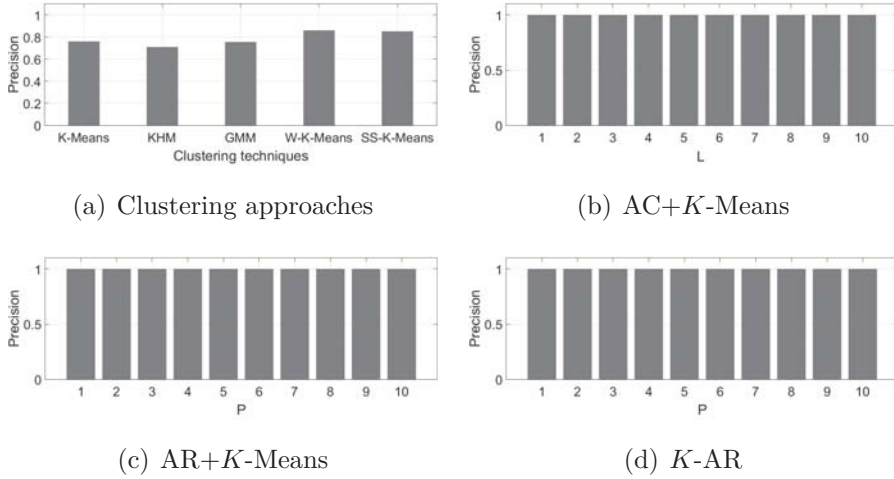 1
0.8
0.6
0.4
0.2
0
Precision
K-Means KHM GMM W-K-Means SS-K-Means
Clustering techniques
(a) Clustering approaches
1
0.5
0
Precision
1 2 3 4 5 6 7 8 9 10
L
(b) AC+K-Means
1
0.5
0
Precision
1 2 3 4 5 6 7 8 9 10
P
(c) AR+K-Means
1
0.5
0
Precision
1 2 3 4 5 6 7 8 9 10
P
(d) K-AR